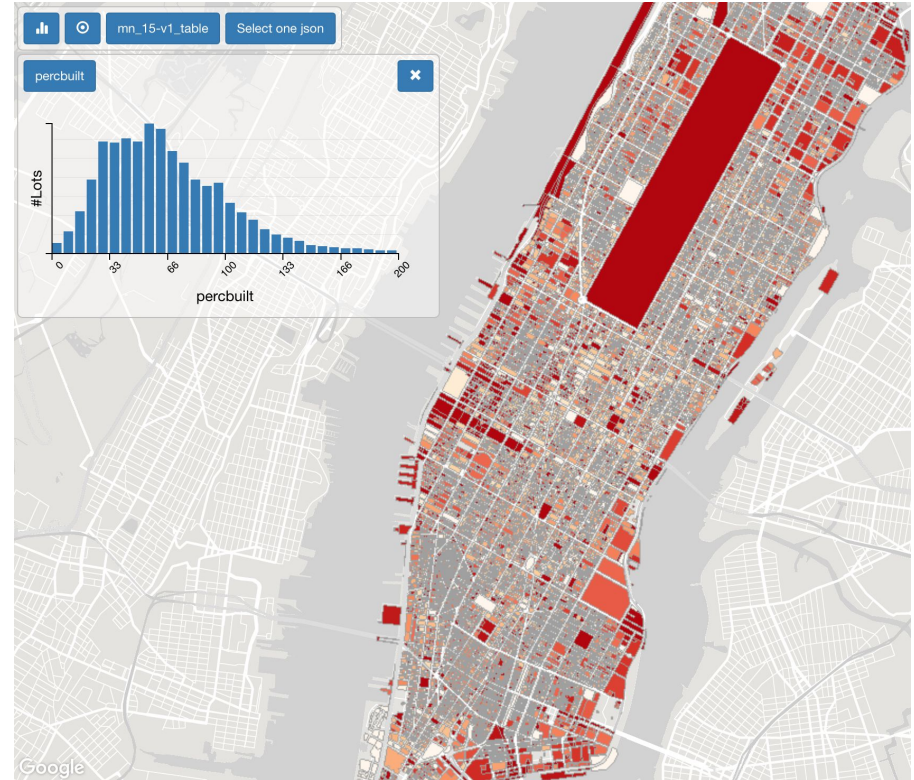 mn_15-v1_table Select one json
percbuilt
#Lots
0 33 66 100 133 166 200
percbuilt
Google